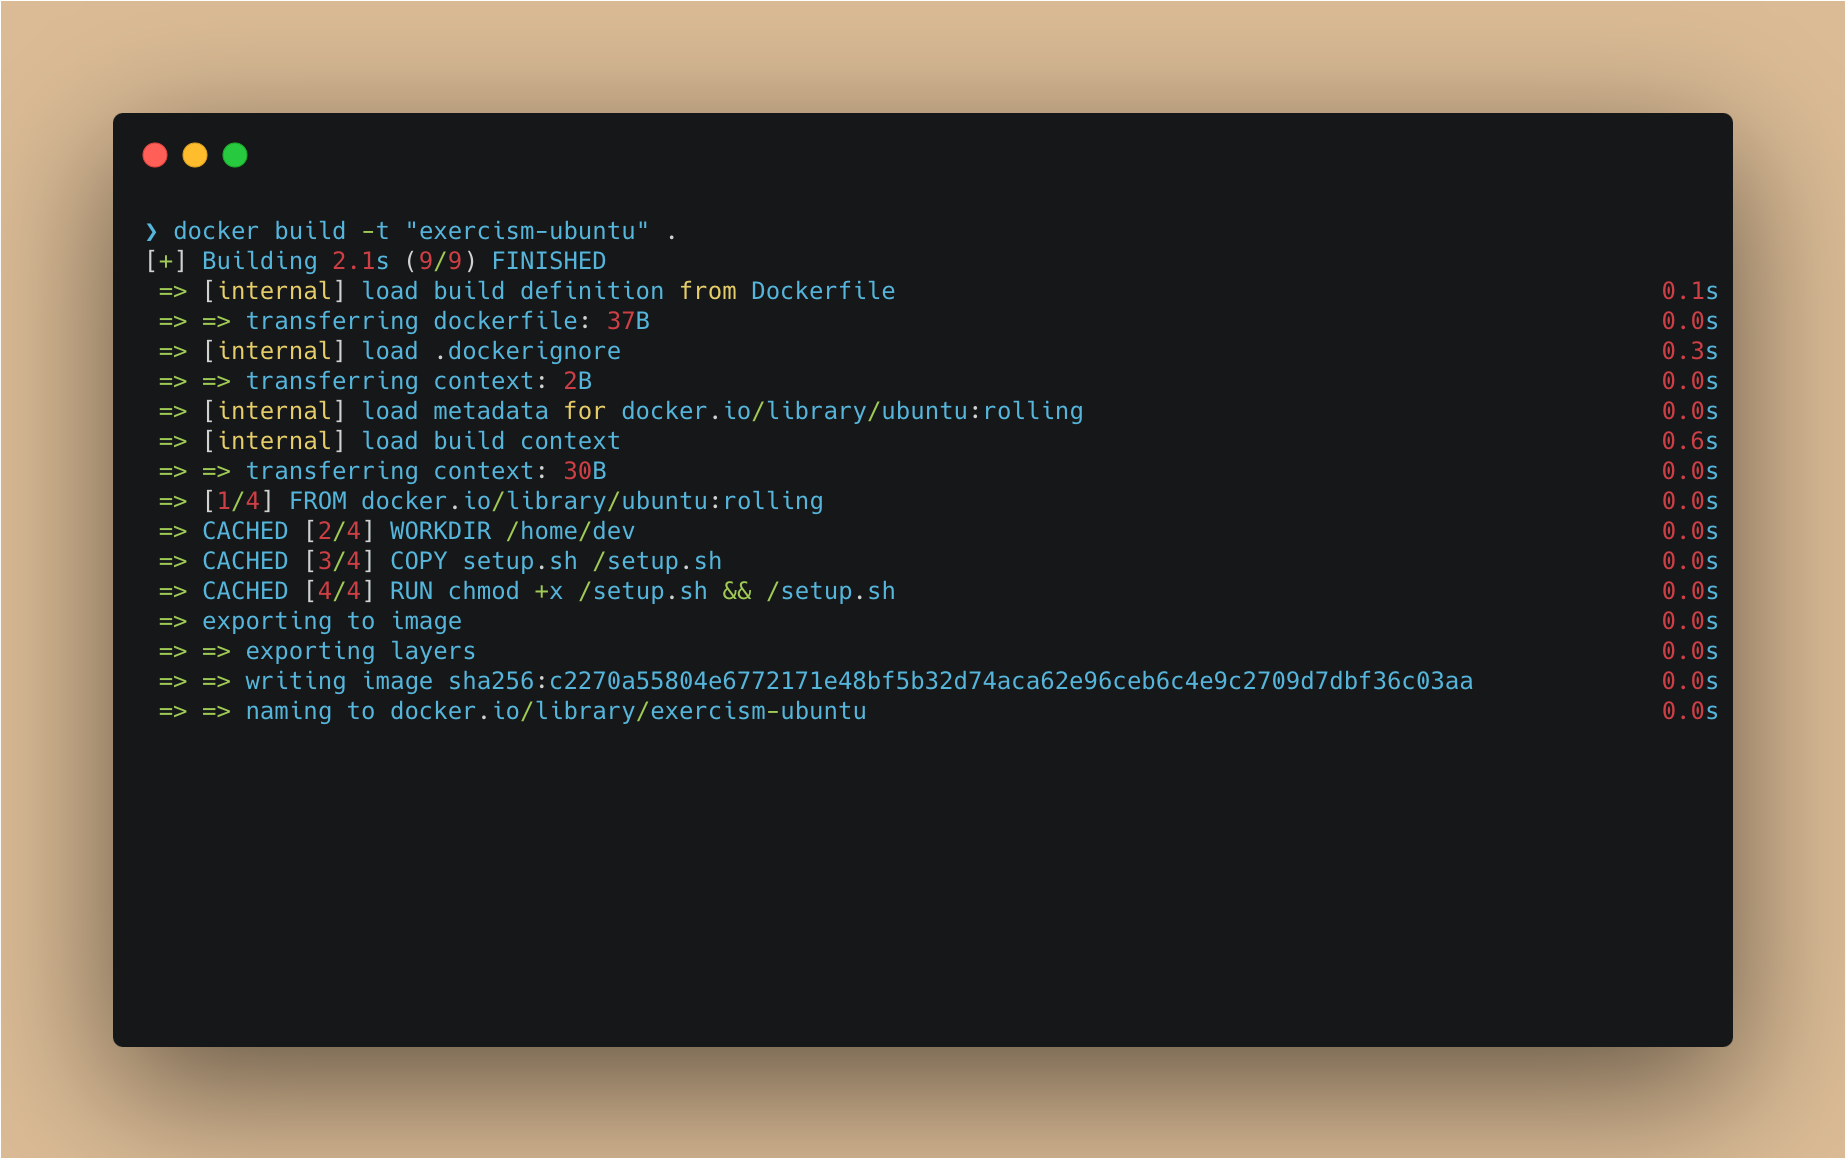 ❯ docker build -t "exercism-ubuntu" .
[+] Building 2.1s (9/9) FINISHED
=> [internal] load build definition from Dockerfile 0.1s
=> => transferring dockerfile: 37B 0.0s
=> [internal] load .dockerignore 0.3s
=> => transferring context: 2B 0.0s
=> [internal] load metadata for docker.io/library/ubuntu:rolling 0.0s
=> [internal] load build context 0.6s
=> => transferring context: 30B 0.0s
=> [1/4] FROM docker.io/library/ubuntu:rolling 0.0s
=> CACHED [2/4] WORKDIR /home/dev 0.0s
=> CACHED [3/4] COPY setup.sh /setup.sh 0.0s
=> CACHED [4/4] RUN chmod +x /setup.sh && /setup.sh 0.0s
=> exporting to image 0.0s
=> => exporting layers 0.0s
=> => writing image sha256:c2270a55804e6772171e48bf5b32d74aca62e96ceb6c4e9c2709d7dbf36c03aa 0.0s
=> => naming to docker.io/library/exercism-ubuntu 0.0s